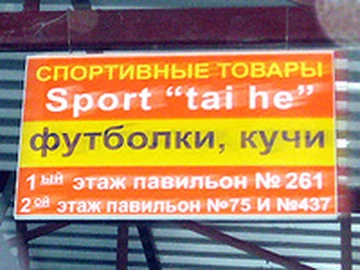 СПОРТИВНЫЕ ТОВАРЫ
Sport "tai he"
футболки, кучи
1ый этаж павильон № 261
2ой этаж павильон №75 И №437